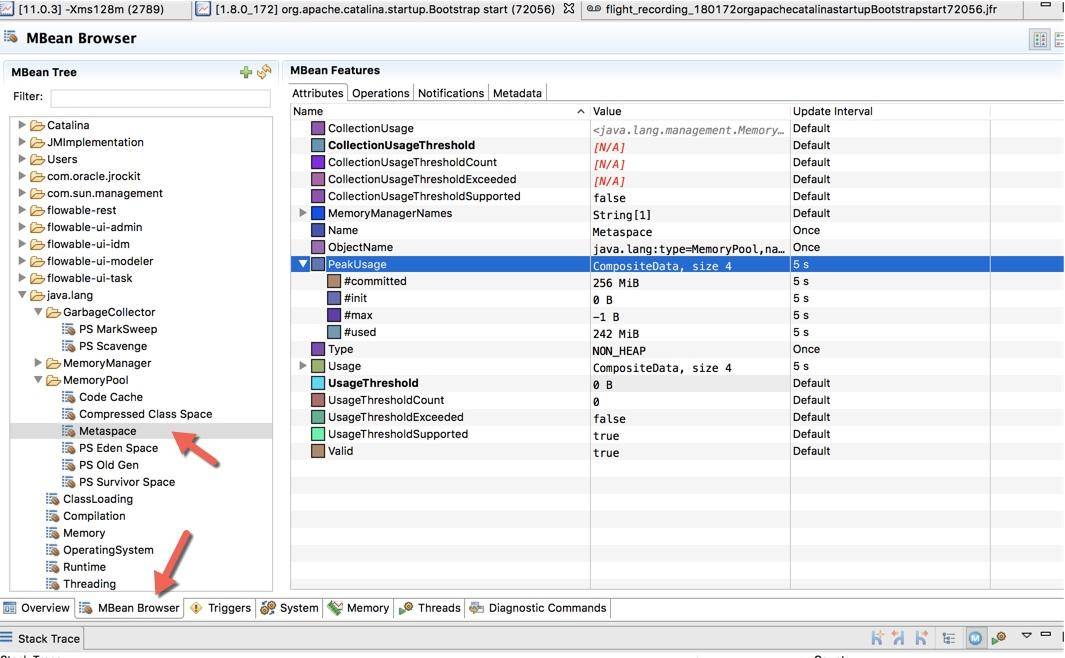 [11.0.3] -Xms128m (2789)
[1.8.0_172] org.apache.catalina.startup.Bootstrap start (72056)
flight_recording_180172orgapachecatalinastartupBootstrapstart72056.jfr
MBean Browser
MBean Tree
Filter:
Catalina
JMImplementation
Users
com.oracle.jrockit
com.sun.management
flowable-rest
flowable-ui-admin
flowable-ui-idm
flowable-ui-modeler
flowable-ui-task
java.lang
GarbageCollector
PS MarkSweep
PS Scavenge
MemoryManager
MemoryPool
Code Cache
Compressed Class Space
Metaspace
PS Eden Space
PS Old Gen
PS Survivor Space
ClassLoading
Compilation
Memory
OperatingSystem
Runtime
Threading
MBean Features
Attributes Operations Notifications Metadata
Name Value Update Interval
CollectionUsage <java.lang.management.Memory... Default
CollectionUsageThreshold [N/A] Default
CollectionUsageThresholdCount [N/A] Default
CollectionUsageThresholdExceeded [N/A] Default
CollectionUsageThresholdSupported false Default
MemoryManagerNames String[1] Default
Name Metaspace Once
ObjectName java.lang:type=MemoryPool,na... Once
PeakUsage CompositeData, size 4 5 s
#committed 256 MiB 5 s
#init 0 B 5 s
#max -1 B 5 s
#used 242 MiB 5 s
Type NON_HEAP Once
Usage CompositeData, size 4 5 s
UsageThreshold 0 B Default
UsageThresholdCount 0 Default
UsageThresholdExceeded false Default
UsageThresholdSupported true Default
Valid true Default
Overview MBean Browser Triggers System Memory Threads Diagnostic Commands
Stack Trace